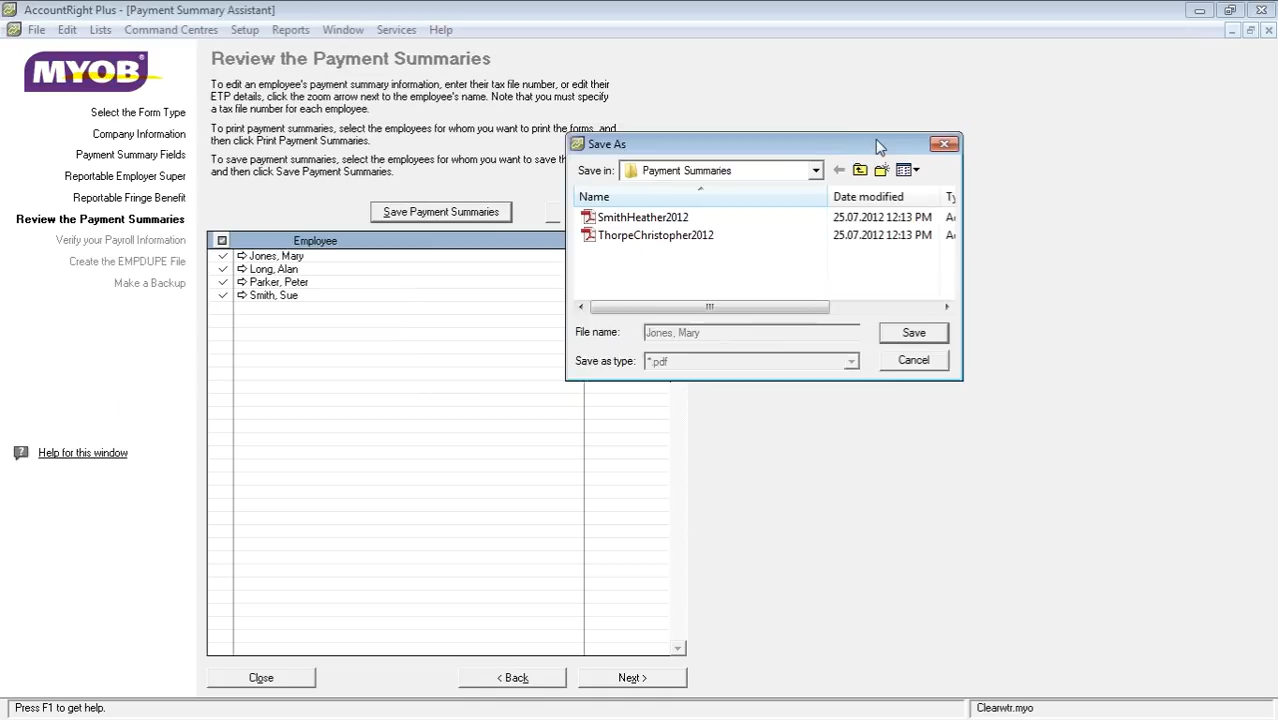 AccountRight Plus - [Payment Summary Assistant]
File Edit Lists Command Centres Setup Reports Window Services Help
MYOB
Select the Form Type
Company Information
Payment Summary Fields
Reportable Employer Super
Reportable Fringe Benefit
Review the Payment Summaries
Verify your Payroll Information
Create the EMPDUPE File
Make a Backup
Help for this window
Review the Payment Summaries
To edit an employee's payment summary information, enter their tax file number, or edit their
ETP details, click the zoom arrow next to the employee's name. Note that you must specify
a tax file number for each employee.
To print payment summaries, select the employees for whom you want to print the forms, and
then click Print Payment Summaries.
To save payment summaries, select the employees for whom you want to save the
and then click Save Payment Summaries.
Save Payment Summaries
Employee
Jones, Mary
Long, Alan
Parker, Peter
Smith, Sue
Save As
Save in: Payment Summaries
Name Date modified Ty
SmithHeather2012 25.07.2012 12:13 PM
ThorpeChristopher2012 25.07.2012 12:13 PM
File name: Jones, Mary Save
Save as type: *.pdf Cancel
Close < Back Next >
Press F1 to get help. Clearwtr.myo